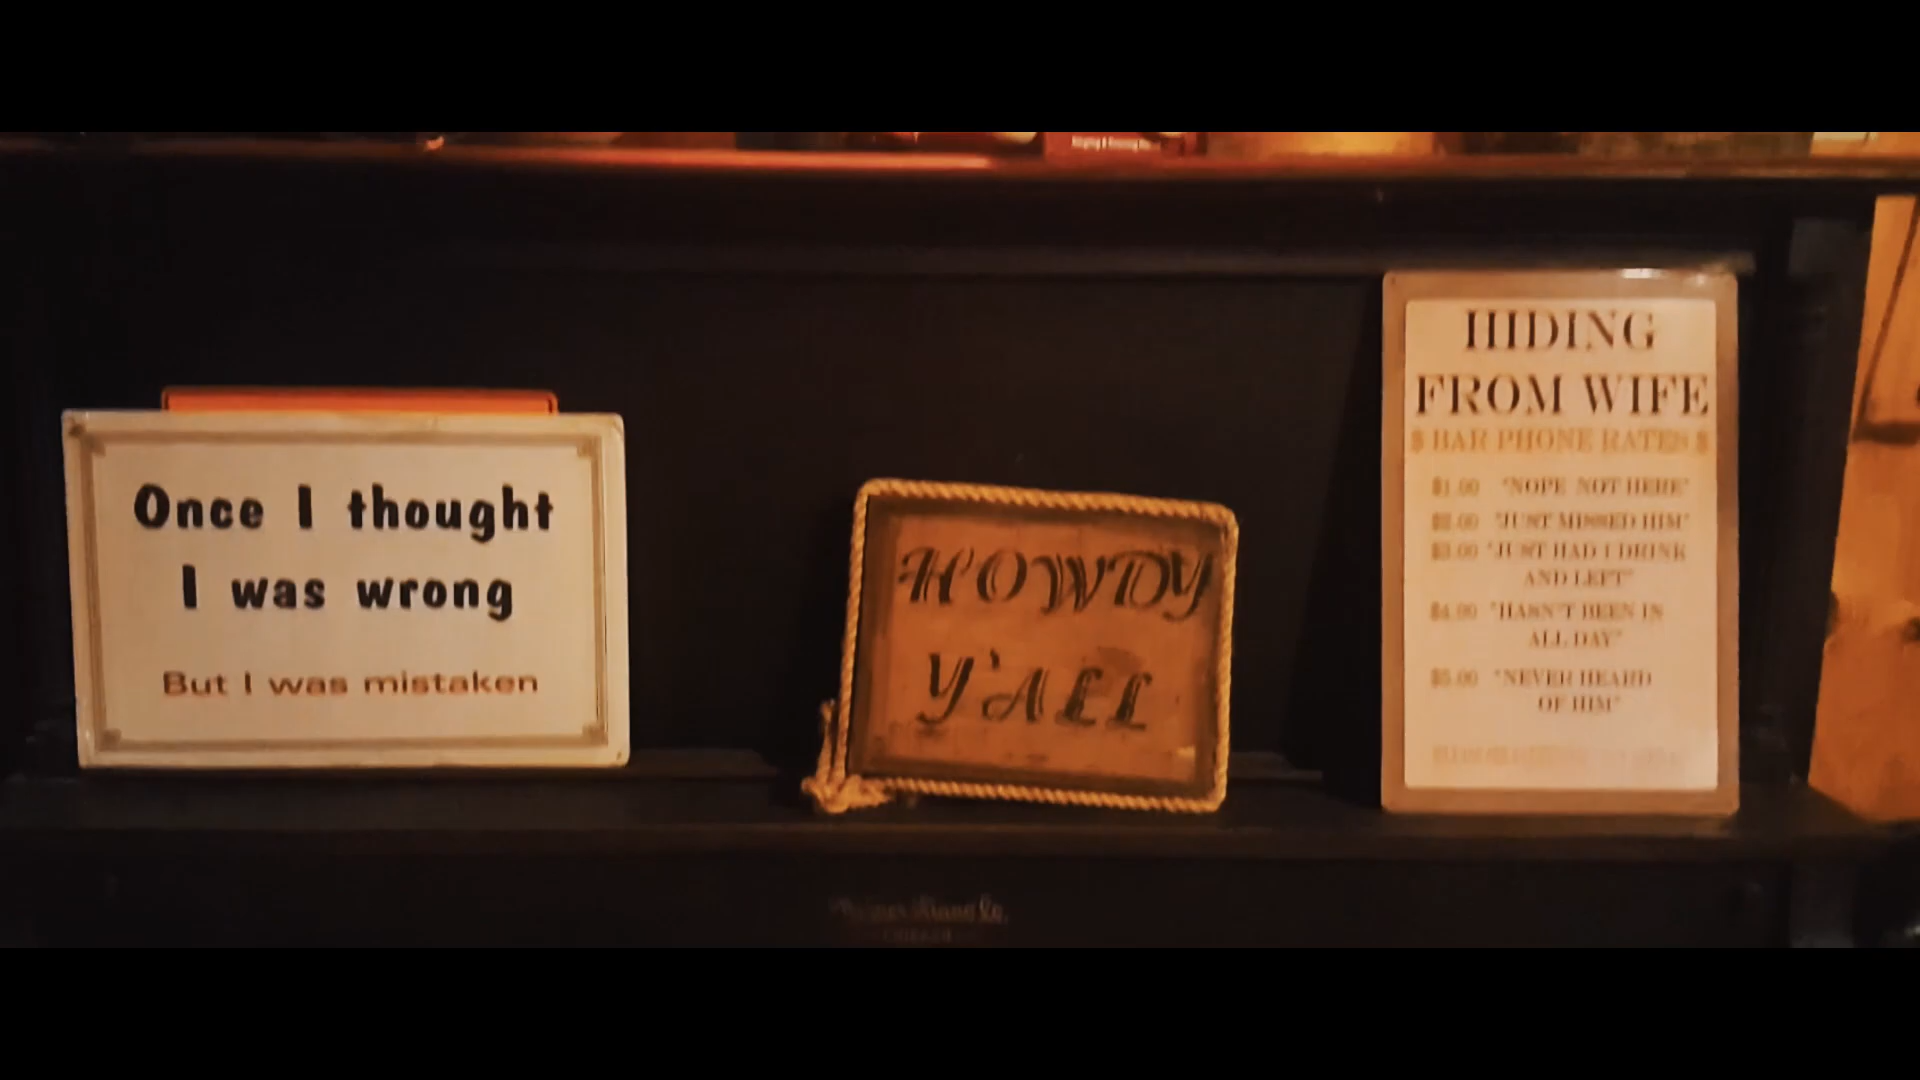 Once I thought
I was wrong
But I was mistaken
HOWDY
Y'ALL
HIDING
FROM WIFE
$ BAR PHONE RATES $
$1.00 "NOPE NOT HERE"
$2.00 "JUST MISSED HIM"
$3.00 "JUST HAD 1 DRINK
AND LEFT"
$4.00 "HASN'T BEEN IN
ALL DAY"
$5.00 "NEVER HEARD
OF HIM"
Piano Co.